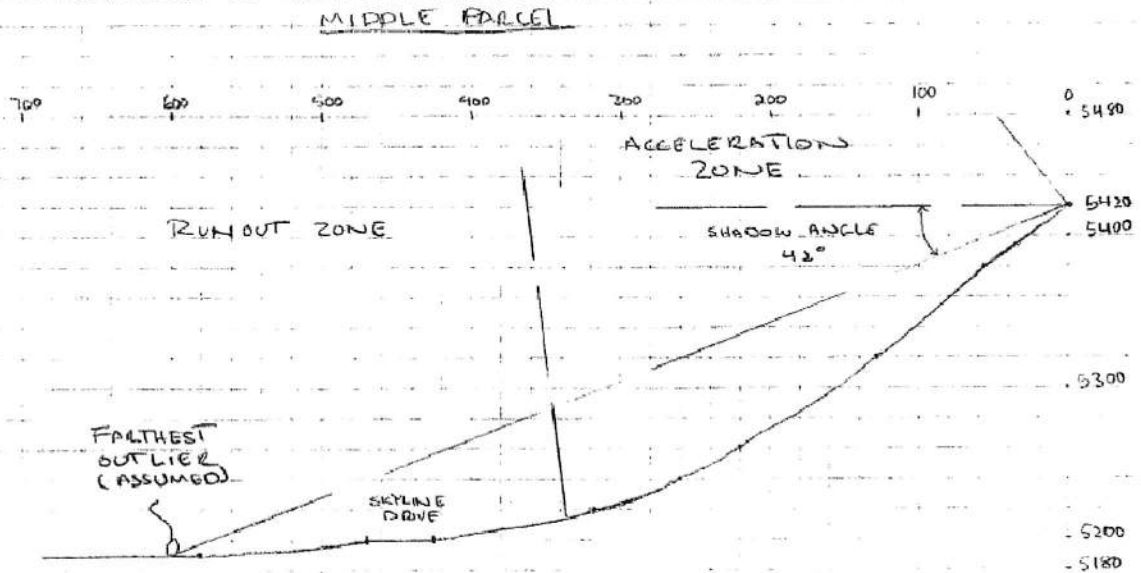 MIDDLE PARCEL
700 600 500 400 300 200 100 0
5480
ACCELERATION
ZONE
RUNOUT ZONE
5420
SHADOW ANGLE
42°
5400
5300
FARTHEST
OUTLIER
(ASSUMED)
SKYLINE
DRIVE
5200
5180